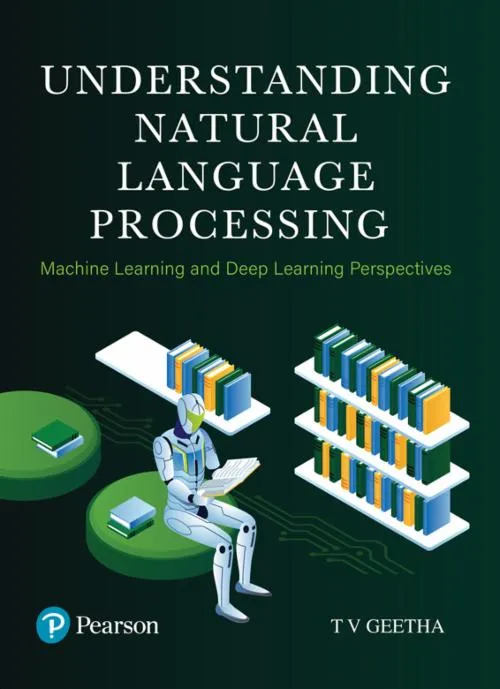 UNDERSTANDING
NATURAL
LANGUAGE
PROCESSING
Machine Learning and Deep Learning Perspectives
P Pearson
T V GEETHA